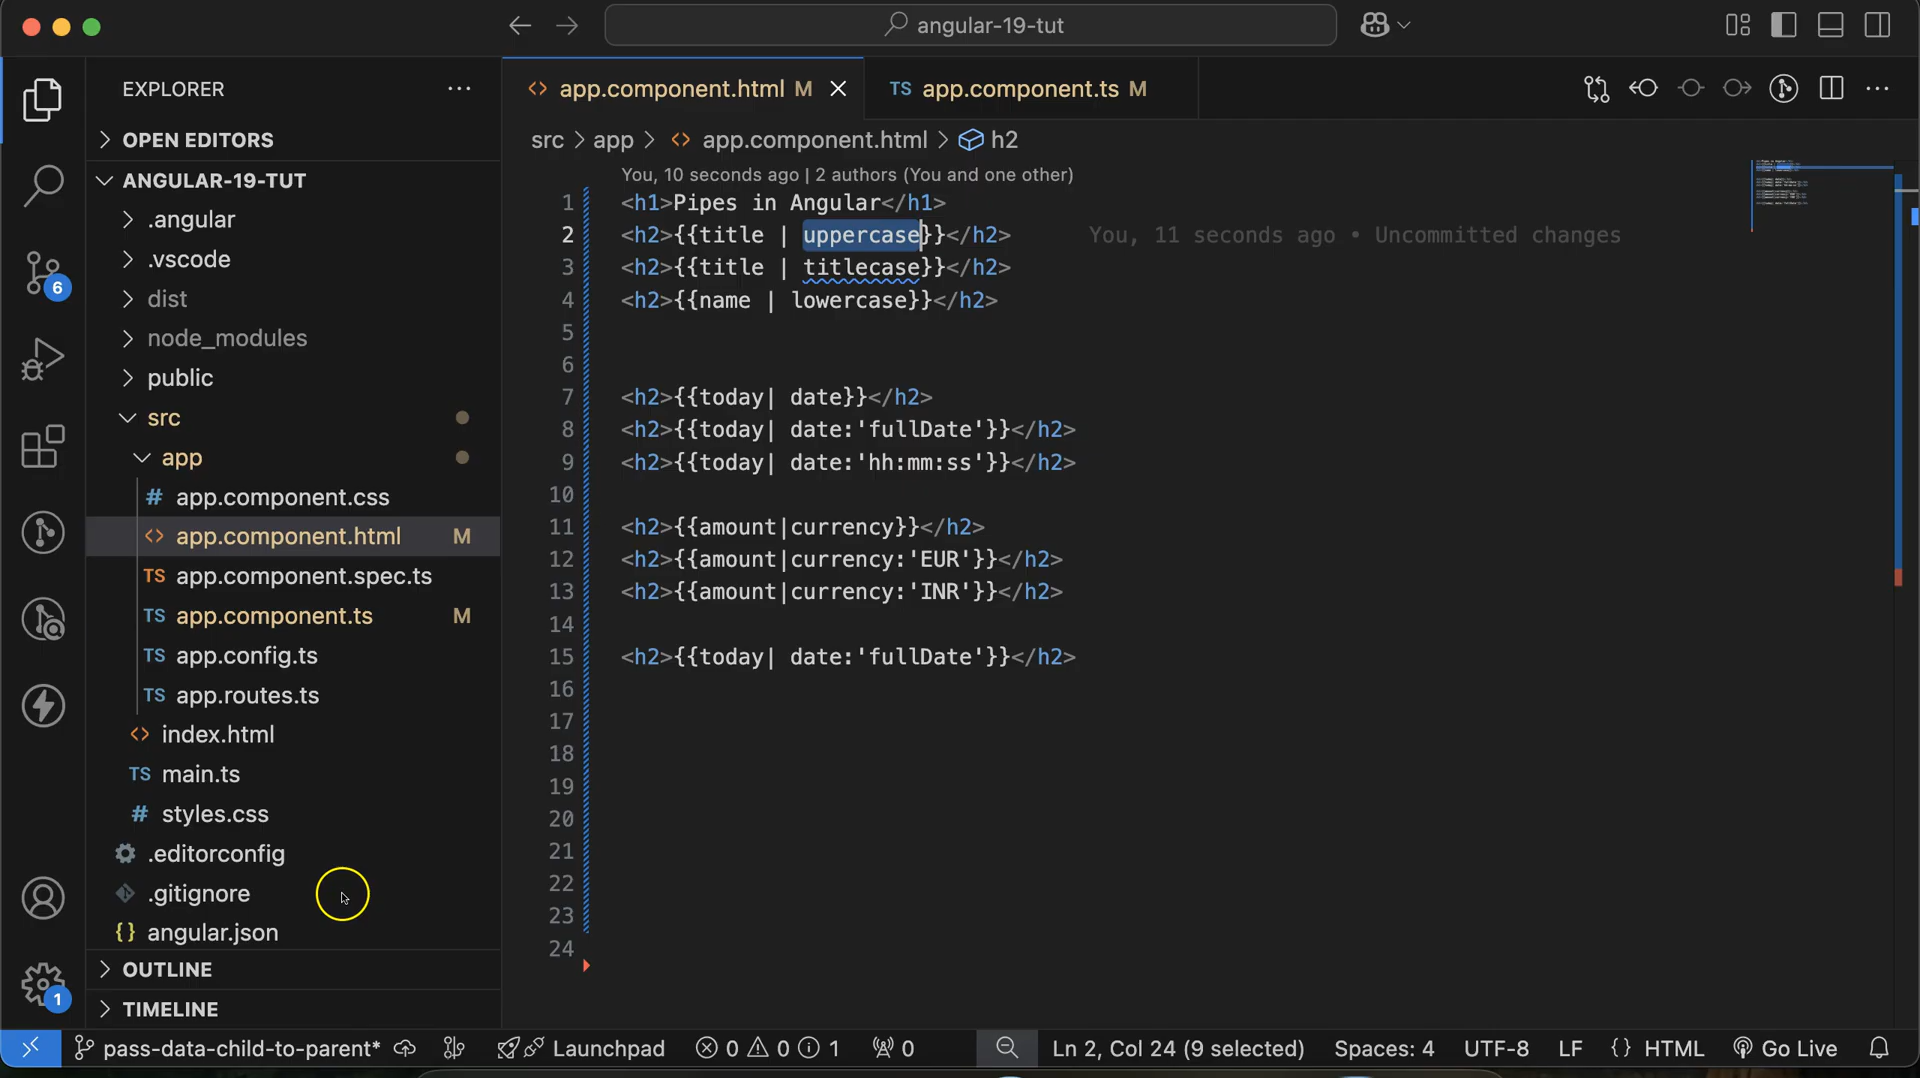 angular-19-tut
EXPLORER
OPEN EDITORS
ANGULAR-19-TUT
.angular
.vscode
dist
node_modules
public
src
app
app.component.css
app.component.html M
app.component.spec.ts
app.component.ts M
app.config.ts
app.routes.ts
index.html
main.ts
styles.css
.editorconfig
.gitignore
{} angular.json
OUTLINE
TIMELINE
6
1
app.component.html M
TS app.component.ts M
src > app > app.component.html > h2
You, 10 seconds ago | 2 authors (You and one other)
1 <h1>Pipes in Angular</h1>
2 <h2>{{title | uppercase}}</h2> You, 11 seconds ago • Uncommitted changes
3 <h2>{{title | titlecase}}</h2>
4 <h2>{{name | lowercase}}</h2>
5
6
7 <h2>{{today| date}}</h2>
8 <h2>{{today| date:'fullDate'}}</h2>
9 <h2>{{today| date:'hh:mm:ss'}}</h2>
10
11 <h2>{{amount|currency}}</h2>
12 <h2>{{amount|currency:'EUR'}}</h2>
13 <h2>{{amount|currency:'INR'}}</h2>
14
15 <h2>{{today| date:'fullDate'}}</h2>
16
17
18
19
20
21
22
23
24
pass-data-child-to-parent* Launchpad 0 0 1 0 Ln 2, Col 24 (9 selected) Spaces: 4 UTF-8 LF {} HTML Go Live